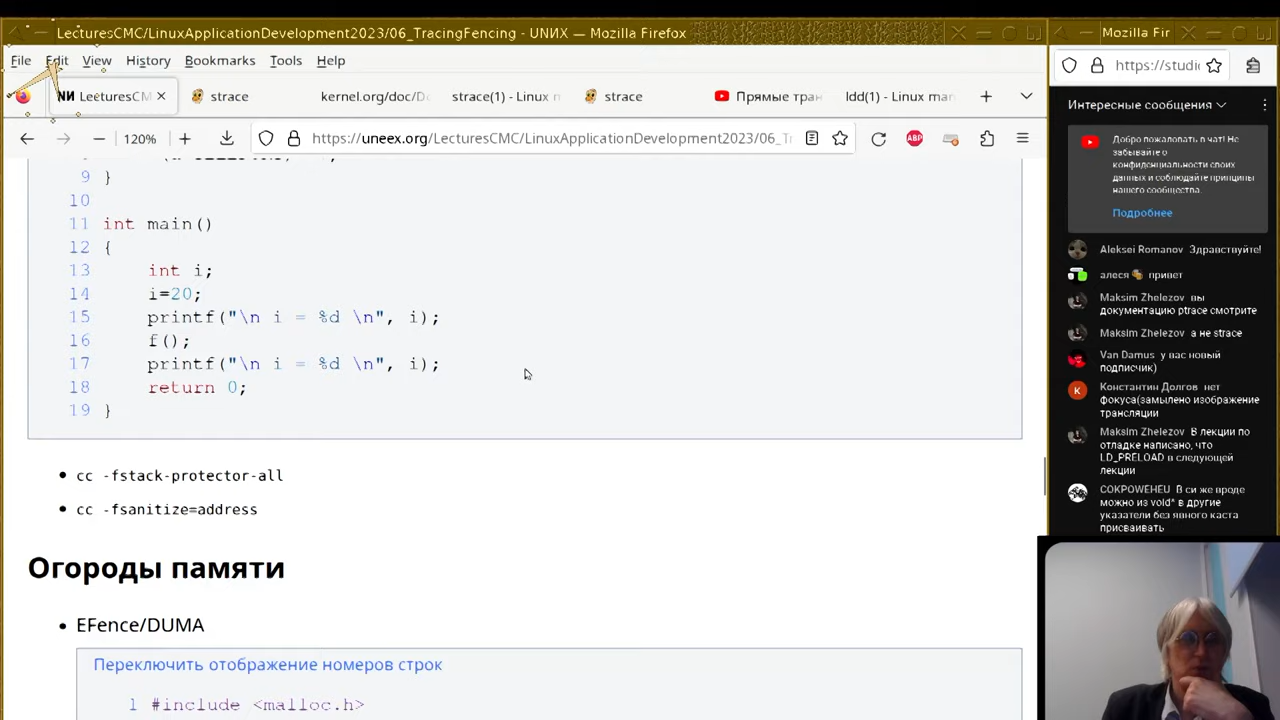 LecturesCMC/LinuxApplicationDevelopment2023/06_TracingFencing - UNИX — Mozilla Firefox
File Edit View History Bookmarks Tools Help
LecturesCM
strace
kernel.org/doc/Do
strace(1) - Linux m
strace
Прямые тран
ldd(1) - Linux man
120%
https://uneex.org/LecturesCMC/LinuxApplicationDevelopment2023/06_T
ABP
9 }
10
11 int main()
12 {
13 int i;
14 i=20;
15 printf("\n i = %d \n", i);
16 f();
17 printf("\n i = %d \n", i);
18 return 0;
19 }
cc -fstack-protector-all
cc -fsanitize=address
Огороды памяти
EFence/DUMA
Переключить отображение номеров строк
1 #include <malloc.h>
Mozilla Fir
https://studio
Интересные сообщения
Добро пожаловать в чат! Не
забывайте о
конфиденциальности своих
данных и соблюдайте принципы
нашего сообщества.
Подробнее
Aleksei Romanov Здравствуйте!
алеся привет
Maksim Zhelezov вы
документацию ptrace смотрите
Maksim Zhelezov а не strace
Van Damus у вас новый
подписчик)
Константин Долгов нет
фокуса(замылено изображение
трансляции
Maksim Zhelezov В лекции по
отладке написано, что
LD_PRELOAD в следующей
лекции
COKPOWEHEU В си же вроде
можно из void* в другие
указатели без явного каста
присваивать